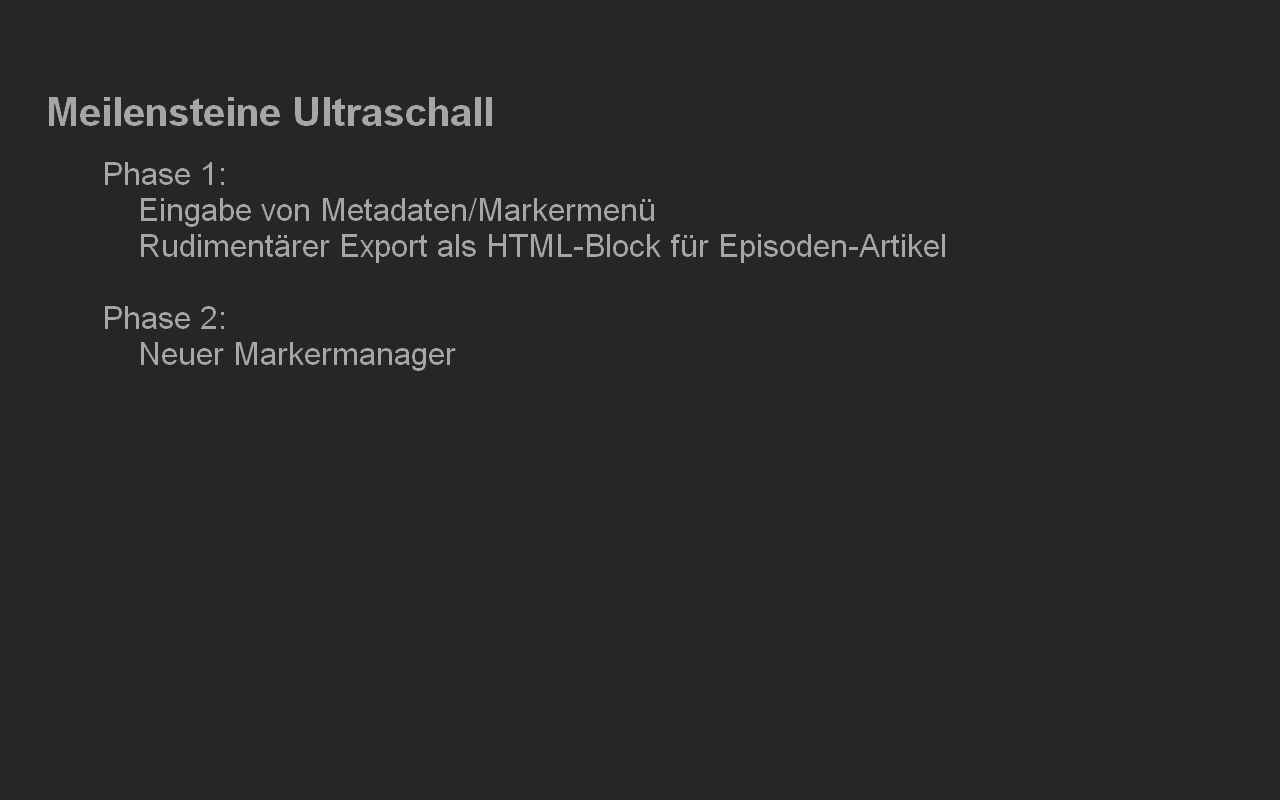 Meilensteine Ultraschall
Phase 1:
Eingabe von Metadaten/Markermenü
Rudimentärer Export als HTML-Block für Episoden-Artikel
Phase 2:
Neuer Markermanager